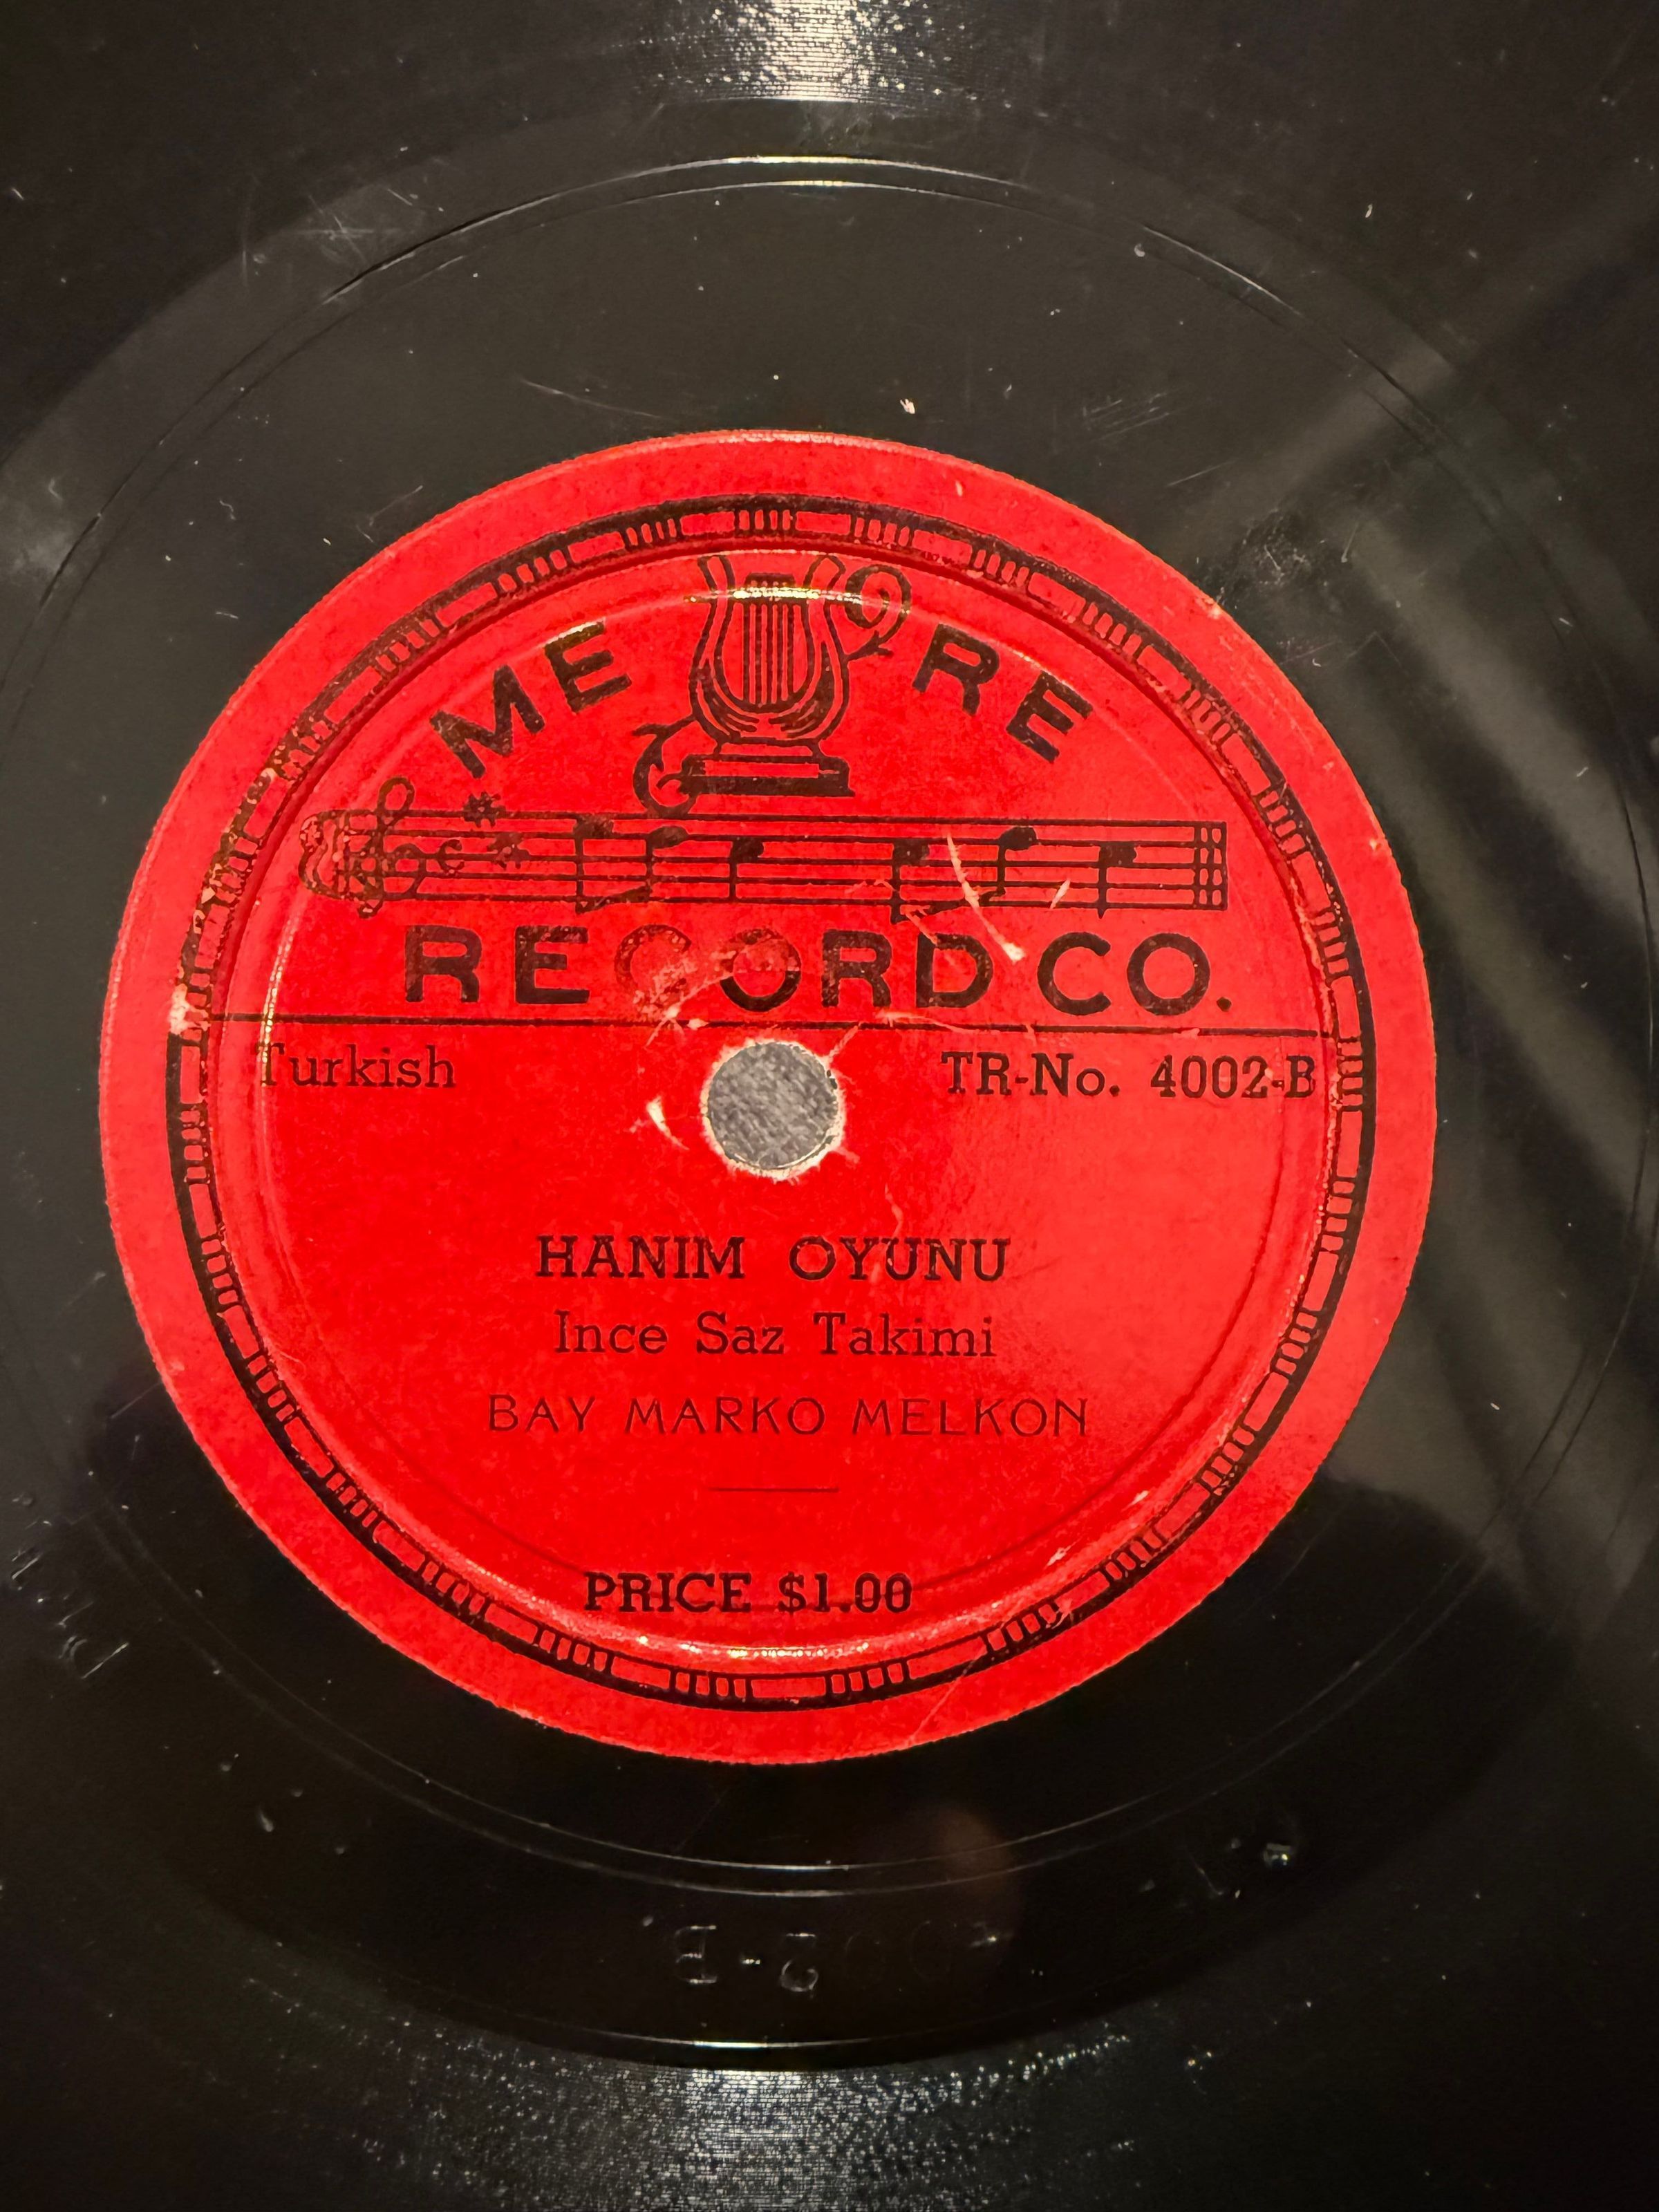 ME RE
RECORD CO.
Turkish TR-No. 4002-B
HANIM OYUNU
Ince Saz Takimi
BAY MARKO MELKON
PRICE $1.00
2-B